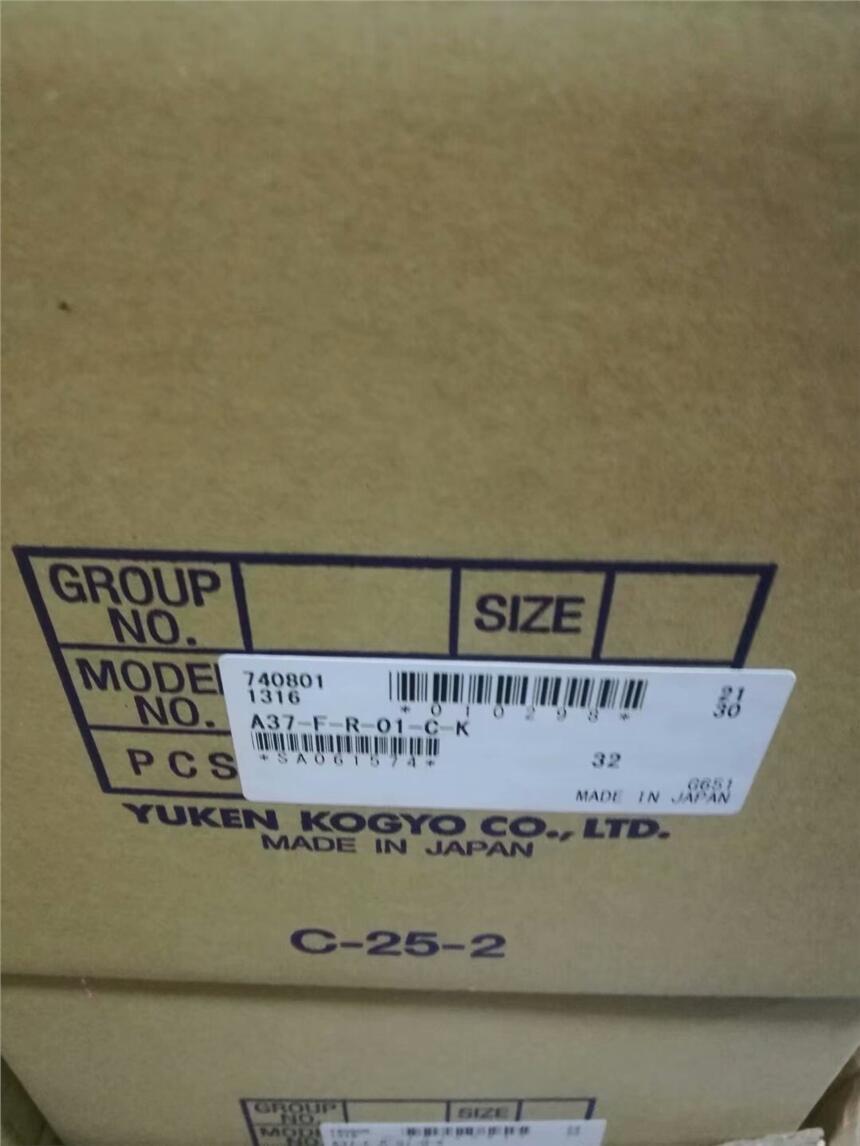 GROUP NO.
SIZE
MODEL NO.
740801
1316
*010298*
21
30
A37-F-R-01-C-K
*SA061574*
32
G651
MADE IN JAPAN
PCS
YUKEN KOGYO CO., LTD.
MADE IN JAPAN
C-25-2
GROUP NO.
SIZE